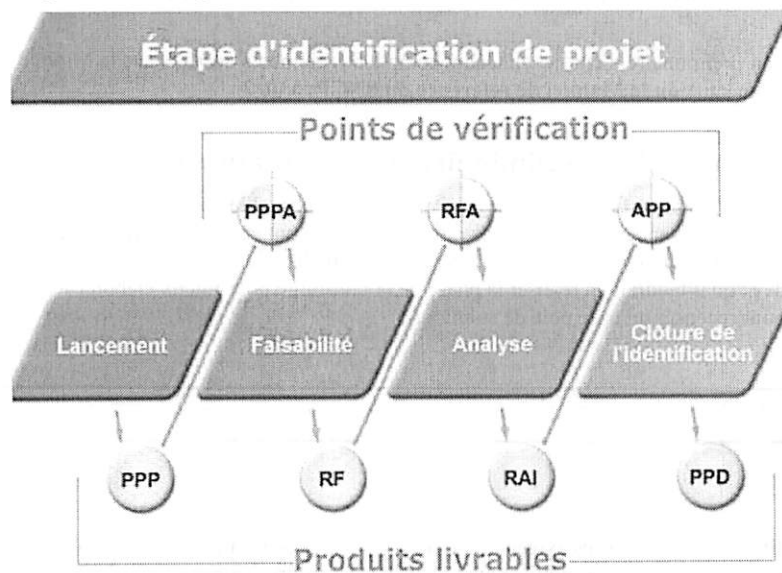 Étape d'identification de projet
Points de vérification
PPPA
RFA
APP
Lancement
Faisabilité
Analyse
Clôture de
l'identification
PPP
RF
RAI
PPD
Produits livrables